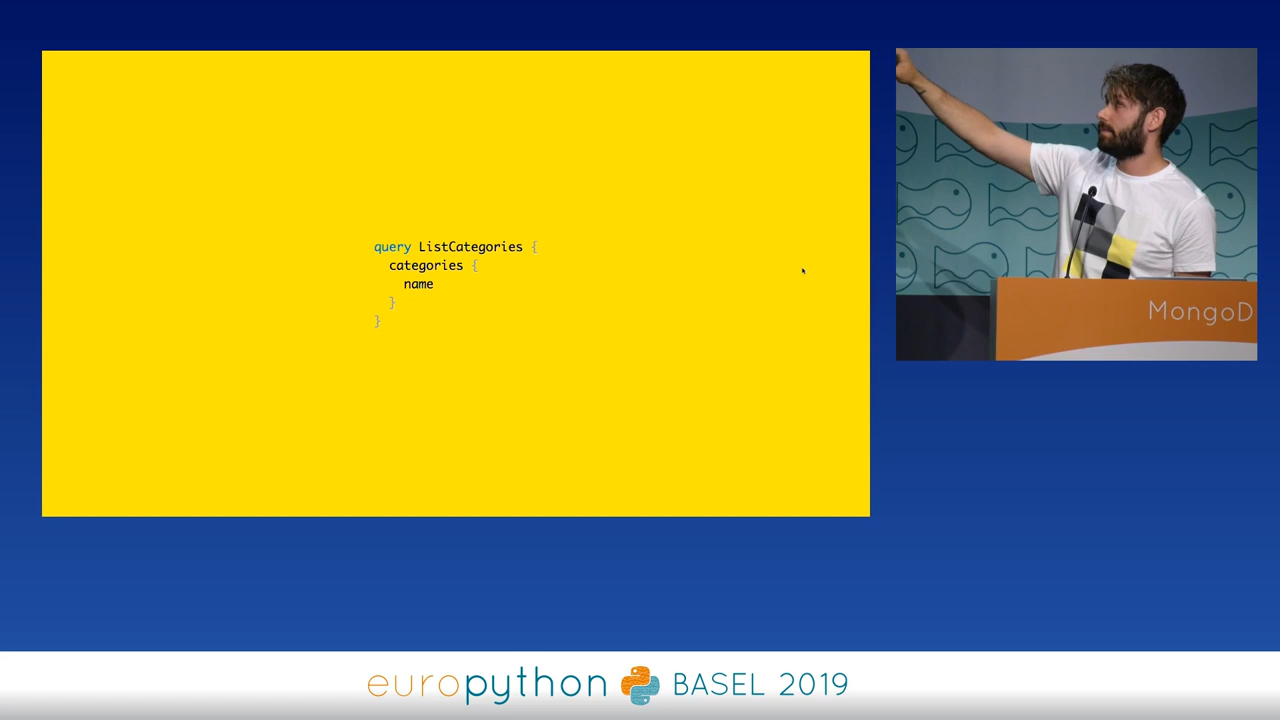 query ListCategories {
categories {
name
}
}
MongoD
europython BASEL 2019